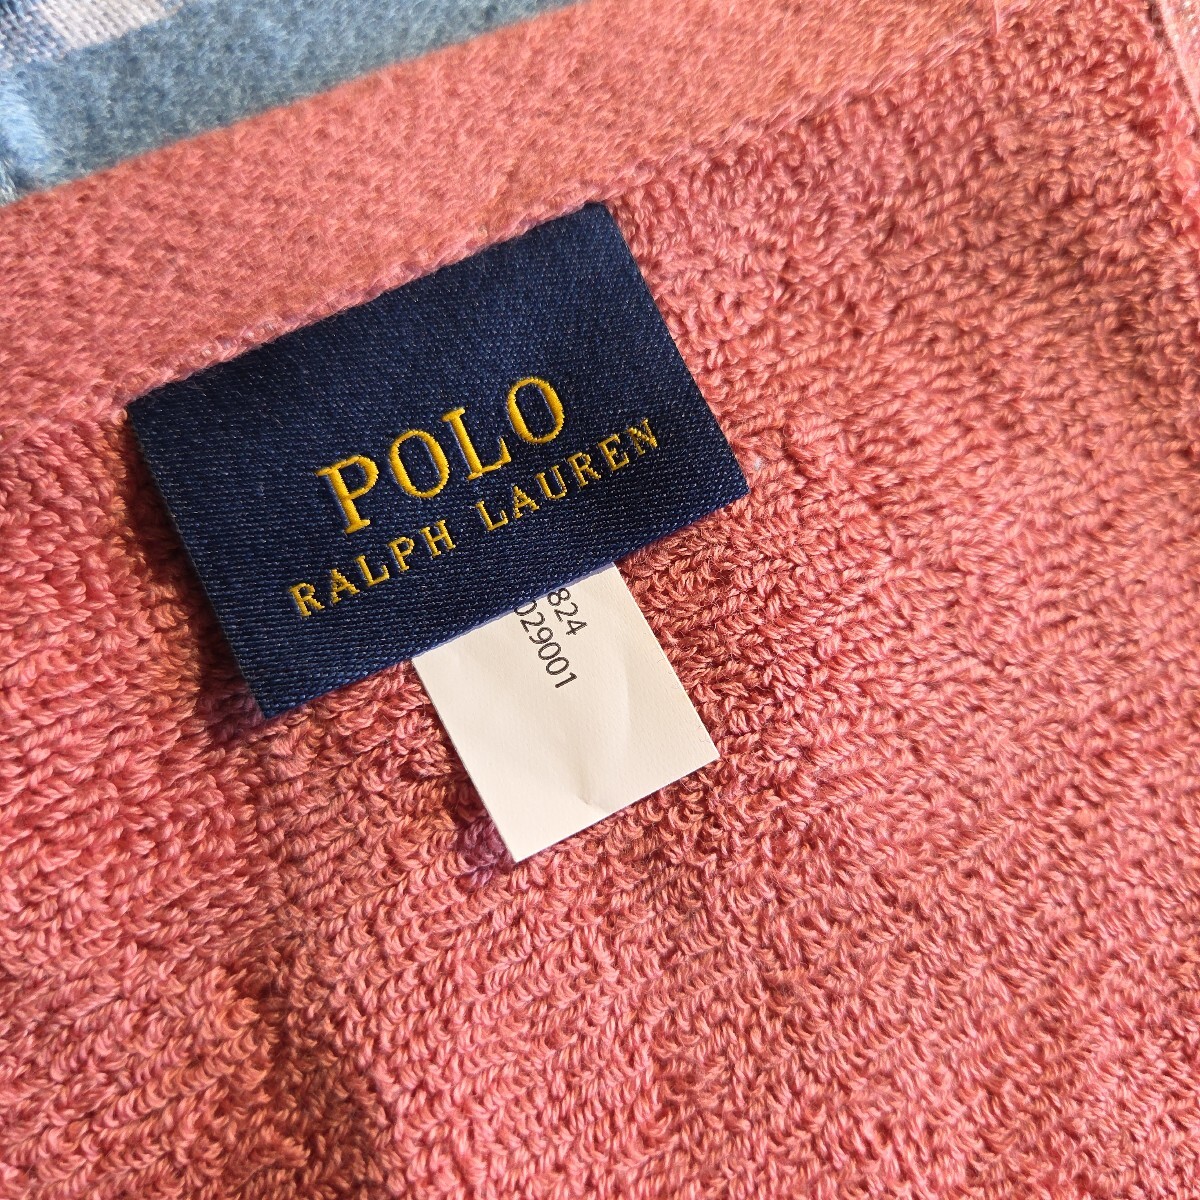 POLO
RALPH LAUREN
824
029001